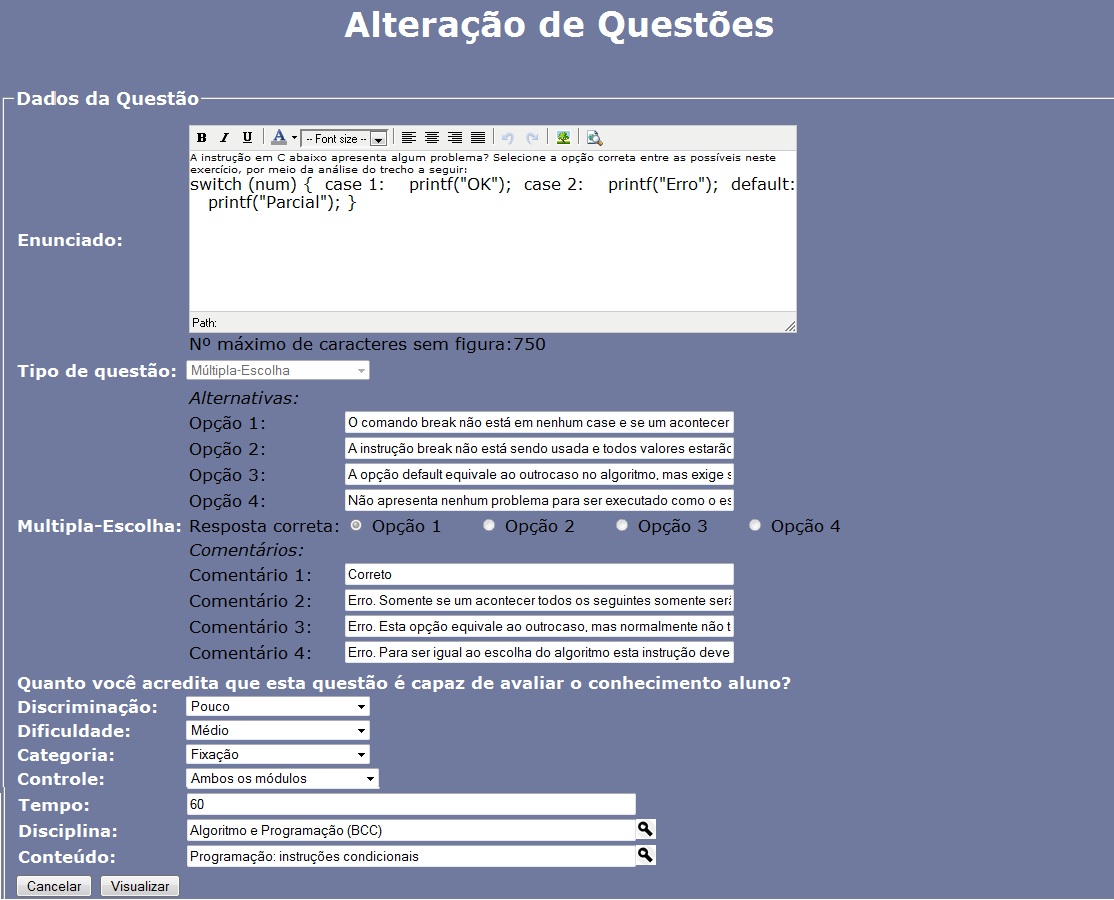 Alteração de Questões
Dados da Questão
B I U A -- Font size --
A instrução em C abaixo apresenta algum problema? Selecione a opção correta entre as possíveis neste
exercício, por meio da análise do trecho a seguir:
switch (num) { case 1: printf("OK"); case 2: printf("Erro"); default:
printf("Parcial"); }
Enunciado:
Path:
Nº máximo de caracteres sem figura:750
Tipo de questão: Múltipla-Escolha
Alternativas:
Opção 1: O comando break não está em nenhum case e se um acontecer
Opção 2: A instrução break não está sendo usada e todos valores estarão
Opção 3: A opção default equivale ao outrocaso no algoritmo, mas exige s
Opção 4: Não apresenta nenhum problema para ser executado como o es
Multipla-Escolha: Resposta correta: Opção 1 Opção 2 Opção 3 Opção 4
Comentários:
Comentário 1: Correto
Comentário 2: Erro. Somente se um acontecer todos os seguintes somente será
Comentário 3: Erro. Esta opção equivale ao outrocaso, mas normalmente não t
Comentário 4: Erro. Para ser igual ao escolha do algoritmo esta instrução deve
Quanto você acredita que esta questão é capaz de avaliar o conhecimento aluno?
Discriminação: Pouco
Dificuldade: Médio
Categoria: Fixação
Controle: Ambos os módulos
Tempo: 60
Disciplina: Algoritmo e Programação (BCC)
Conteúdo: Programação: instruções condicionais
Cancelar Visualizar